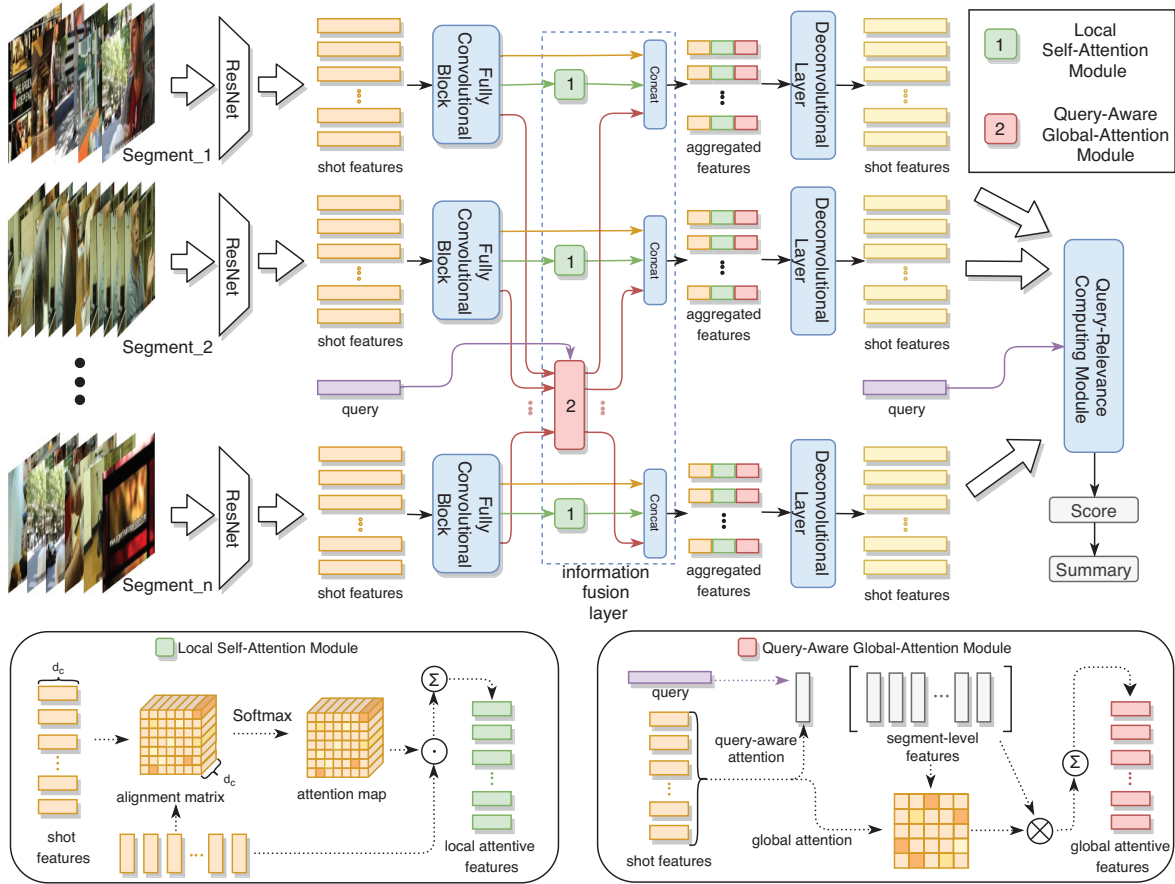 Segment_1
ResNet
shot features
Fully
Convolutional
Block
1
Concat
aggregated
features
Deconvolutional
Layer
shot features
1
Local
Self-Attention
Module
2
Query-Aware
Global-Attention
Module
Segment_2
ResNet
shot features
Fully
Convolutional
Block
1
Concat
aggregated
features
Deconvolutional
Layer
shot features
query
2
query
Query-Relevance
Computing Module
Score
Summary
Segment_n
ResNet
shot features
Fully
Convolutional
Block
1
Concat
information
fusion
layer
aggregated
features
Deconvolutional
Layer
shot features
Local Self-Attention Module
dc
shot
features
alignment matrix
dc
Softmax
attention map
Σ
local attentive
features
Query-Aware Global-Attention Module
query
shot features
query-aware
attention
global attention
segment-level
features
Σ
global attentive
features